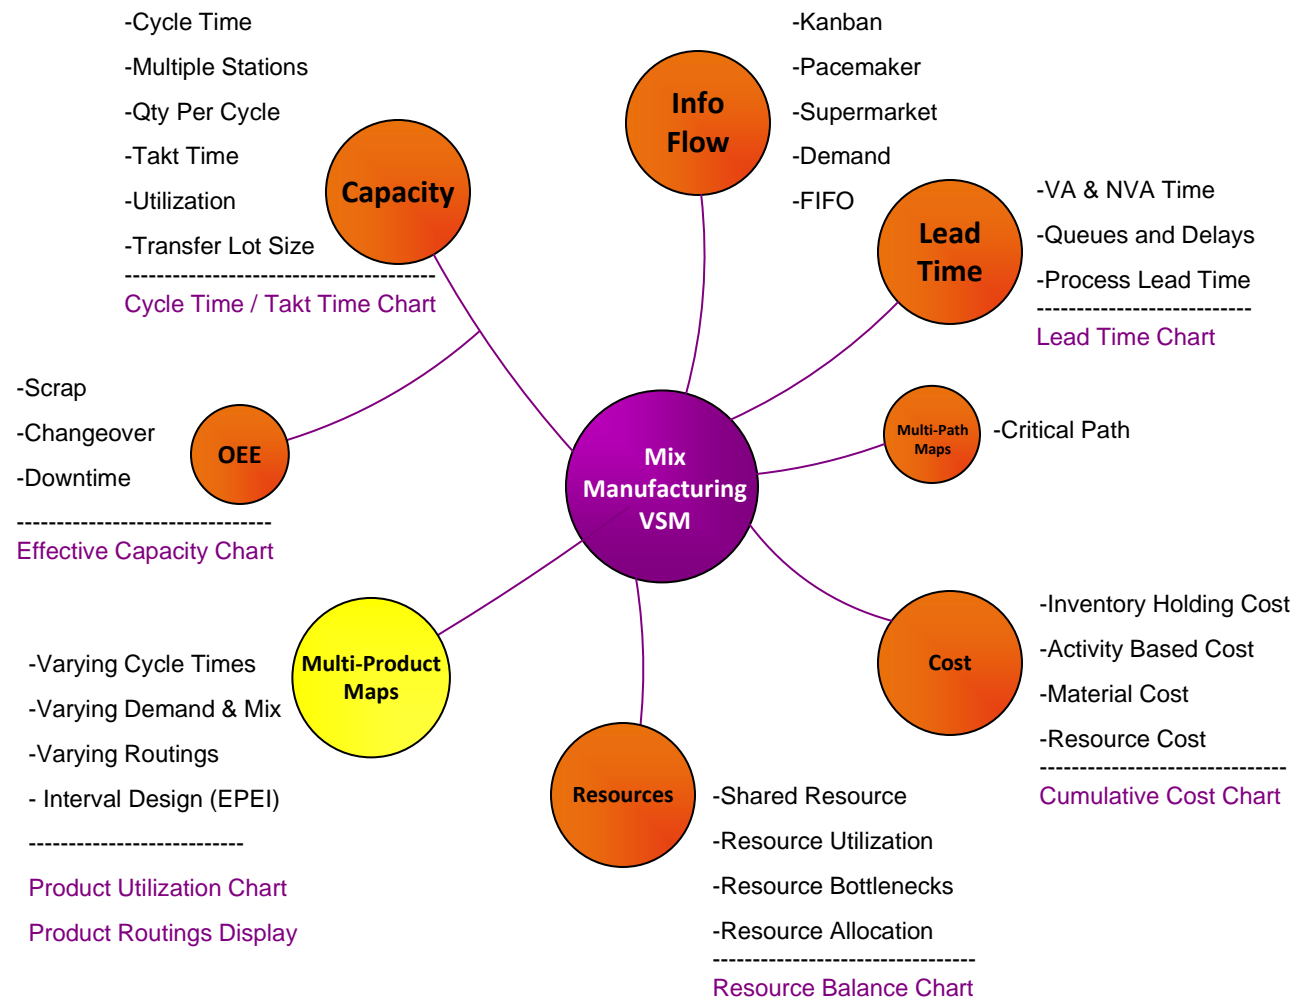 -Cycle Time
-Multiple Stations
-Qty Per Cycle
-Takt Time
-Utilization
-Transfer Lot Size
---------------------------------------
Cycle Time / Takt Time Chart
Capacity
Info
Flow
-Kanban
-Pacemaker
-Supermarket
-Demand
-FIFO
Lead
Time
-VA & NVA Time
-Queues and Delays
-Process Lead Time
---------------------------
Lead Time Chart
-Scrap
-Changeover
-Downtime
--------------------------------
Effective Capacity Chart
OEE
Mix
Manufacturing
VSM
Multi-Path
Maps
-Critical Path
-Varying Cycle Times
-Varying Demand & Mix
-Varying Routings
- Interval Design (EPEI)
---------------------------
Product Utilization Chart
Product Routings Display
Multi-Product
Maps
Resources
-Shared Resource
-Resource Utilization
-Resource Bottlenecks
-Resource Allocation
---------------------------------
Resource Balance Chart
Cost
-Inventory Holding Cost
-Activity Based Cost
-Material Cost
-Resource Cost
-------------------------------
Cumulative Cost Chart